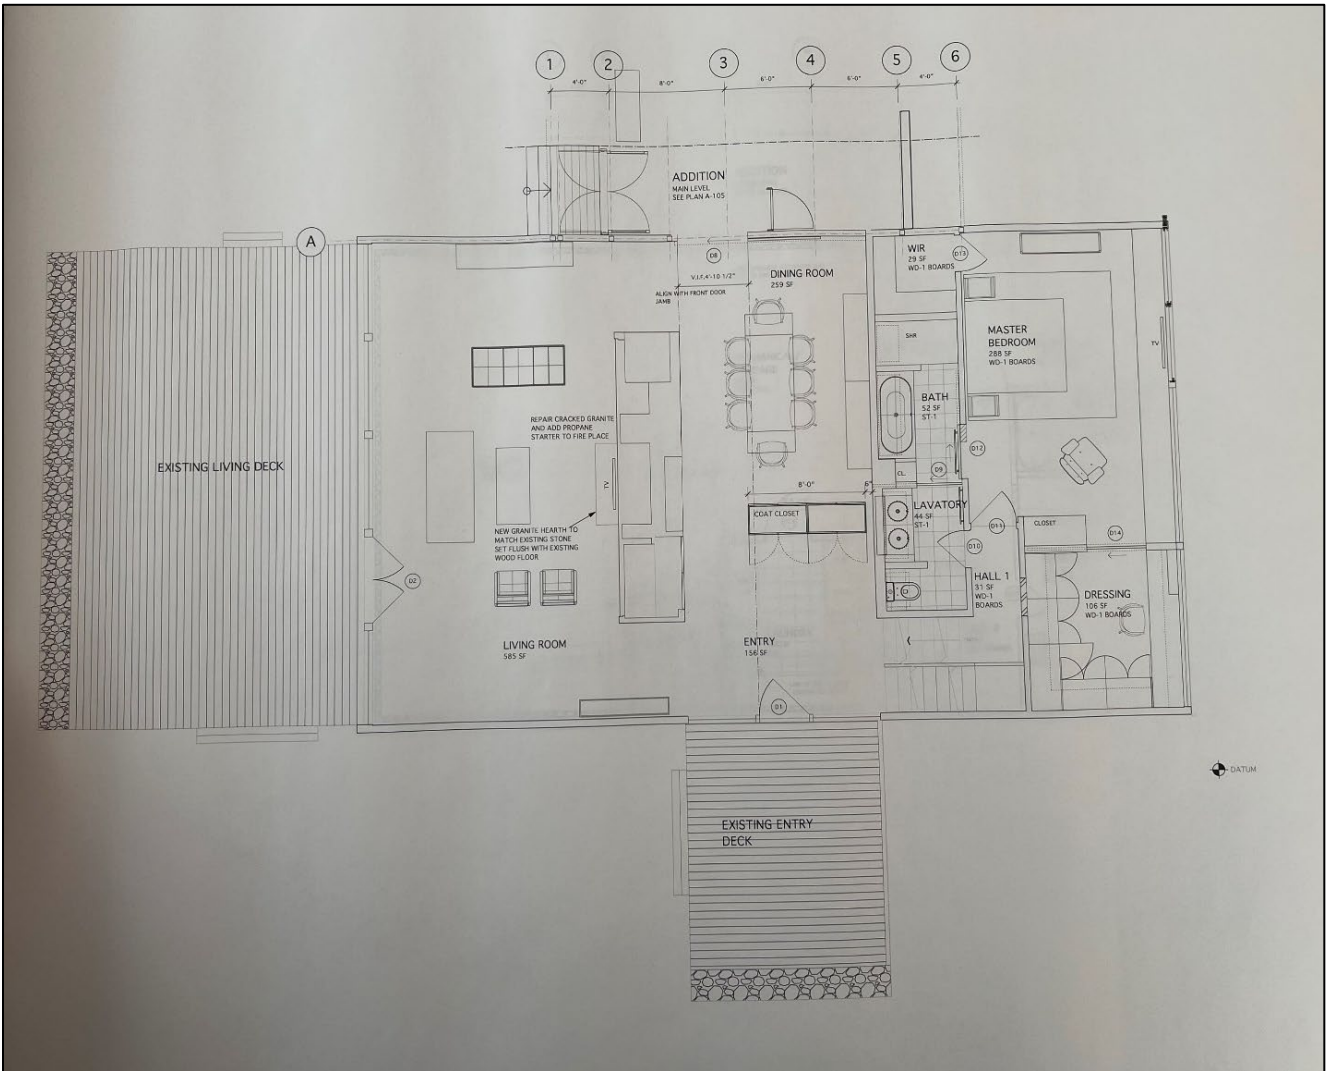 1
2
3
4
5
6
4'-0"
8'-0"
6'-0"
6'-0"
4'-0"
ADDITION
MAIN LEVEL
SEE PLAN A-105
A
D8
V.I.F.4'-10 1/2"
ALIGN WITH FRONT DOOR
JAMB
DINING ROOM
259 SF
WIR
29 SF
WD-1 BOARDS
D13
SHR
MASTER
BEDROOM
288 SF
WD-1 BOARDS
TV
BATH
52 SF
ST-1
REPAIR CRACKED GRANITE
AND ADD PROPANE
STARTER TO FIRE PLACE
EXISTING LIVING DECK
TV
D12
CL.
D9
8'-0"
6"
COAT CLOSET
LAVATORY
44 SF
ST-1
NEW GRANITE HEARTH TO
MATCH EXISTING STONE
SET FLUSH WITH EXISTING
WOOD FLOOR
D11
CLOSET
D14
D10
D2
HALL 1
31 SF
WD-1
BOARDS
DRESSING
106 SF
WD-1 BOARDS
LIVING ROOM
585 SF
ENTRY
156 SF
D1
DATUM
EXISTING ENTRY
DECK